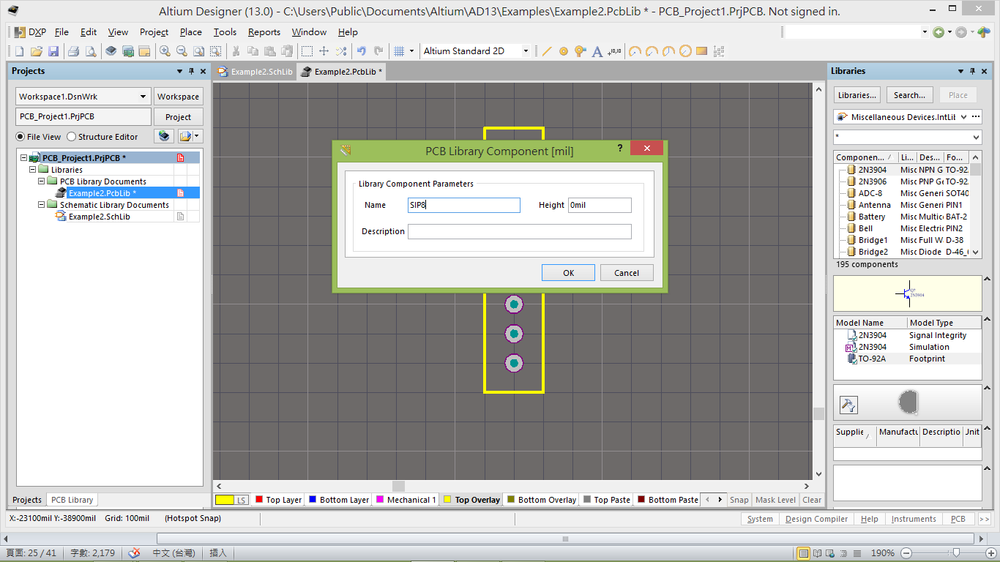 Altium Designer (13.0) - C:\Users\Public\Documents\Altium\AD13\Examples\Example2.PcbLib * - PCB_Project1.PrjPCB. Not signed in.
DXP File Edit View Project Place Tools Reports Window Help
Altium Standard 2D
Projects
Example2.SchLib Example2.PcbLib *
Libraries
Workspace1.DsnWrk Workspace
PCB_Project1.PrjPCB Project
File View Structure Editor
PCB_Project1.PrjPCB *
Libraries
PCB Library Documents
Example2.PcbLib *
Schematic Library Documents
Example2.SchLib
PCB Library Component [mil]
Library Component Parameters
Name SIP8 Height 0mil
Description
OK Cancel
Libraries... Search... Place
Miscellaneous Devices.IntLib
*
Componen... Li... Des... Fo...
2N3904 Misc NPN G TO-92
2N3906 Misc PNP G TO-92
ADC-8 Misc Generi SOT40
Antenna Misc Generi PIN1
Battery Misc Multic BAT-2
Bell Misc Electric PIN2
Bridge1 Misc Full W D-38
Bridge2 Misc Diode D-46_6
195 components
2N3904
Model Name Model Type
2N3904 Signal Integrity
2N3904 Simulation
TO-92A Footprint
Supplie Manufactu Descriptio Jnit
Projects PCB Library
LS Top Layer Bottom Layer Mechanical 1 Top Overlay Bottom Overlay Top Paste Bottom Paste Snap Mask Level Clear
X:-23100mil Y:-38900mil Grid: 100mil (Hotspot Snap)
System Design Compiler Help Instruments PCB >>
頁面: 25 / 41 字數: 2,179 中文 (台灣) 插入 190%